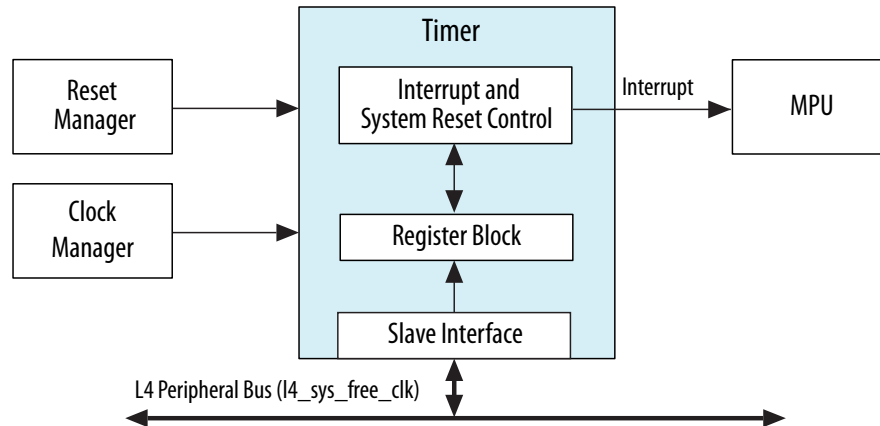 Timer
Reset
Manager
Interrupt and
System Reset Control
Interrupt
MPU
Clock
Manager
Register Block
Slave Interface
L4 Peripheral Bus (l4_sys_free_clk)